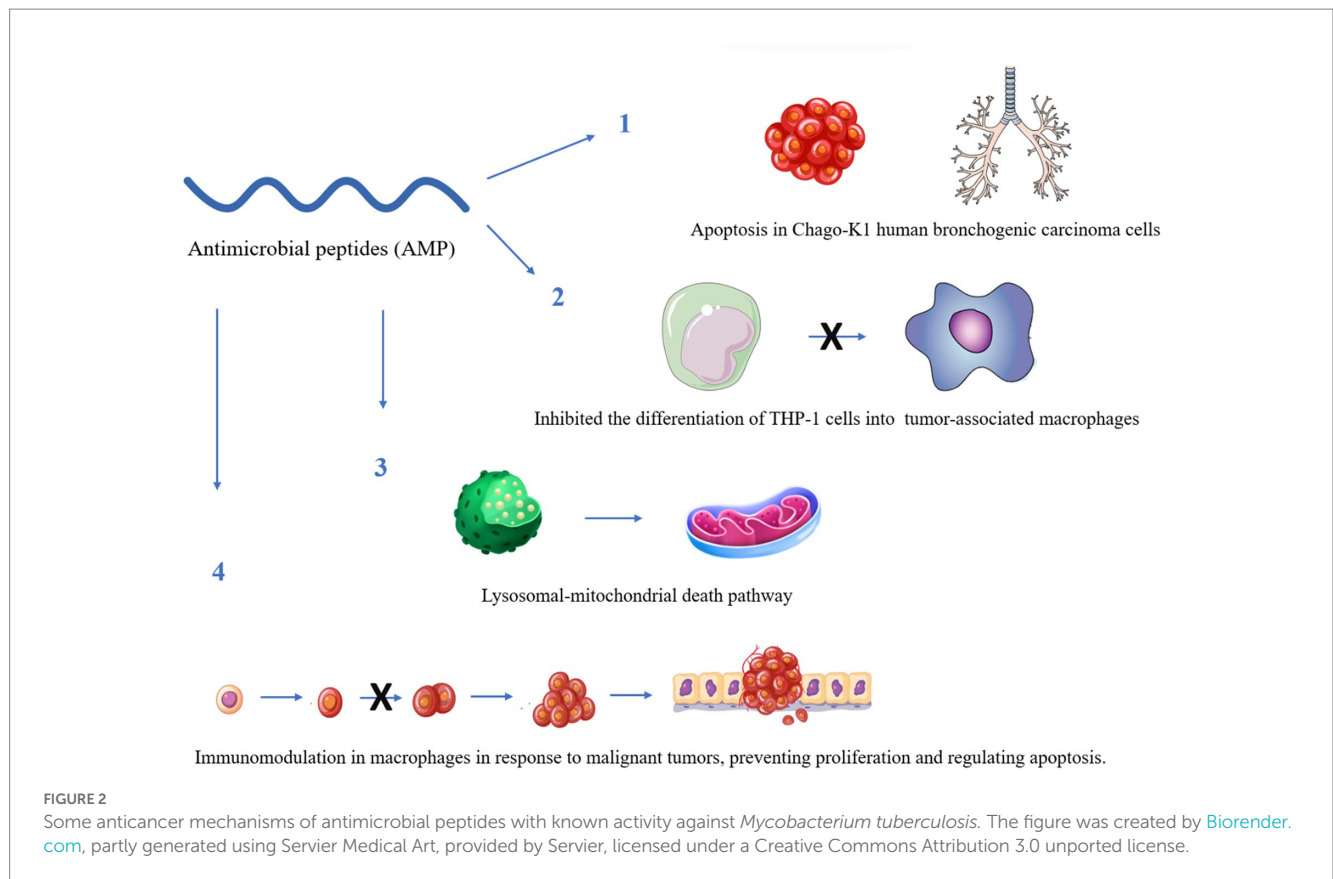 1
Antimicrobial peptides (AMP)
Apoptosis in Chago-K1 human bronchogenic carcinoma cells
2
X
Inhibited the differentiation of THP-1 cells into tumor-associated macrophages
3
Lysosomal-mitochondrial death pathway
4
X
Immunomodulation in macrophages in response to malignant tumors, preventing proliferation and regulating apoptosis.
FIGURE 2
Some anticancer mechanisms of antimicrobial peptides with known activity against Mycobacterium tuberculosis. The figure was created by Biorender.
com, partly generated using Servier Medical Art, provided by Servier, licensed under a Creative Commons Attribution 3.0 unported license.